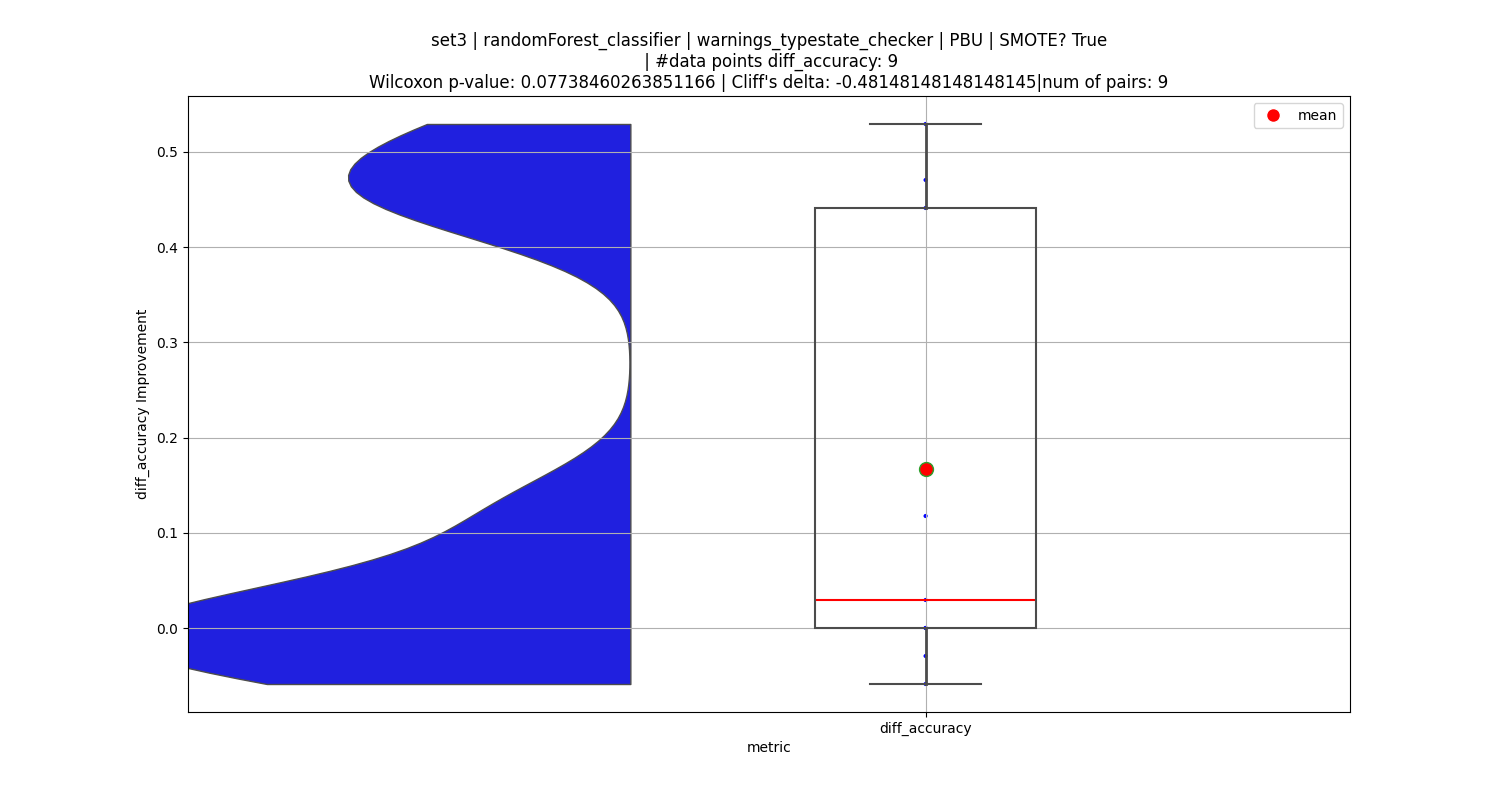 set3 | randomForest_classifier | warnings_typestate_checker | PBU | SMOTE? True
| #data points diff_accuracy: 9
Wilcoxon p-value: 0.07738460263851166 | Cliff's delta: -0.48148148148148145|num of pairs: 9
mean
0.5
0.4
0.3
0.2
0.1
0.0
diff_accuracy Improvement
diff_accuracy
metric